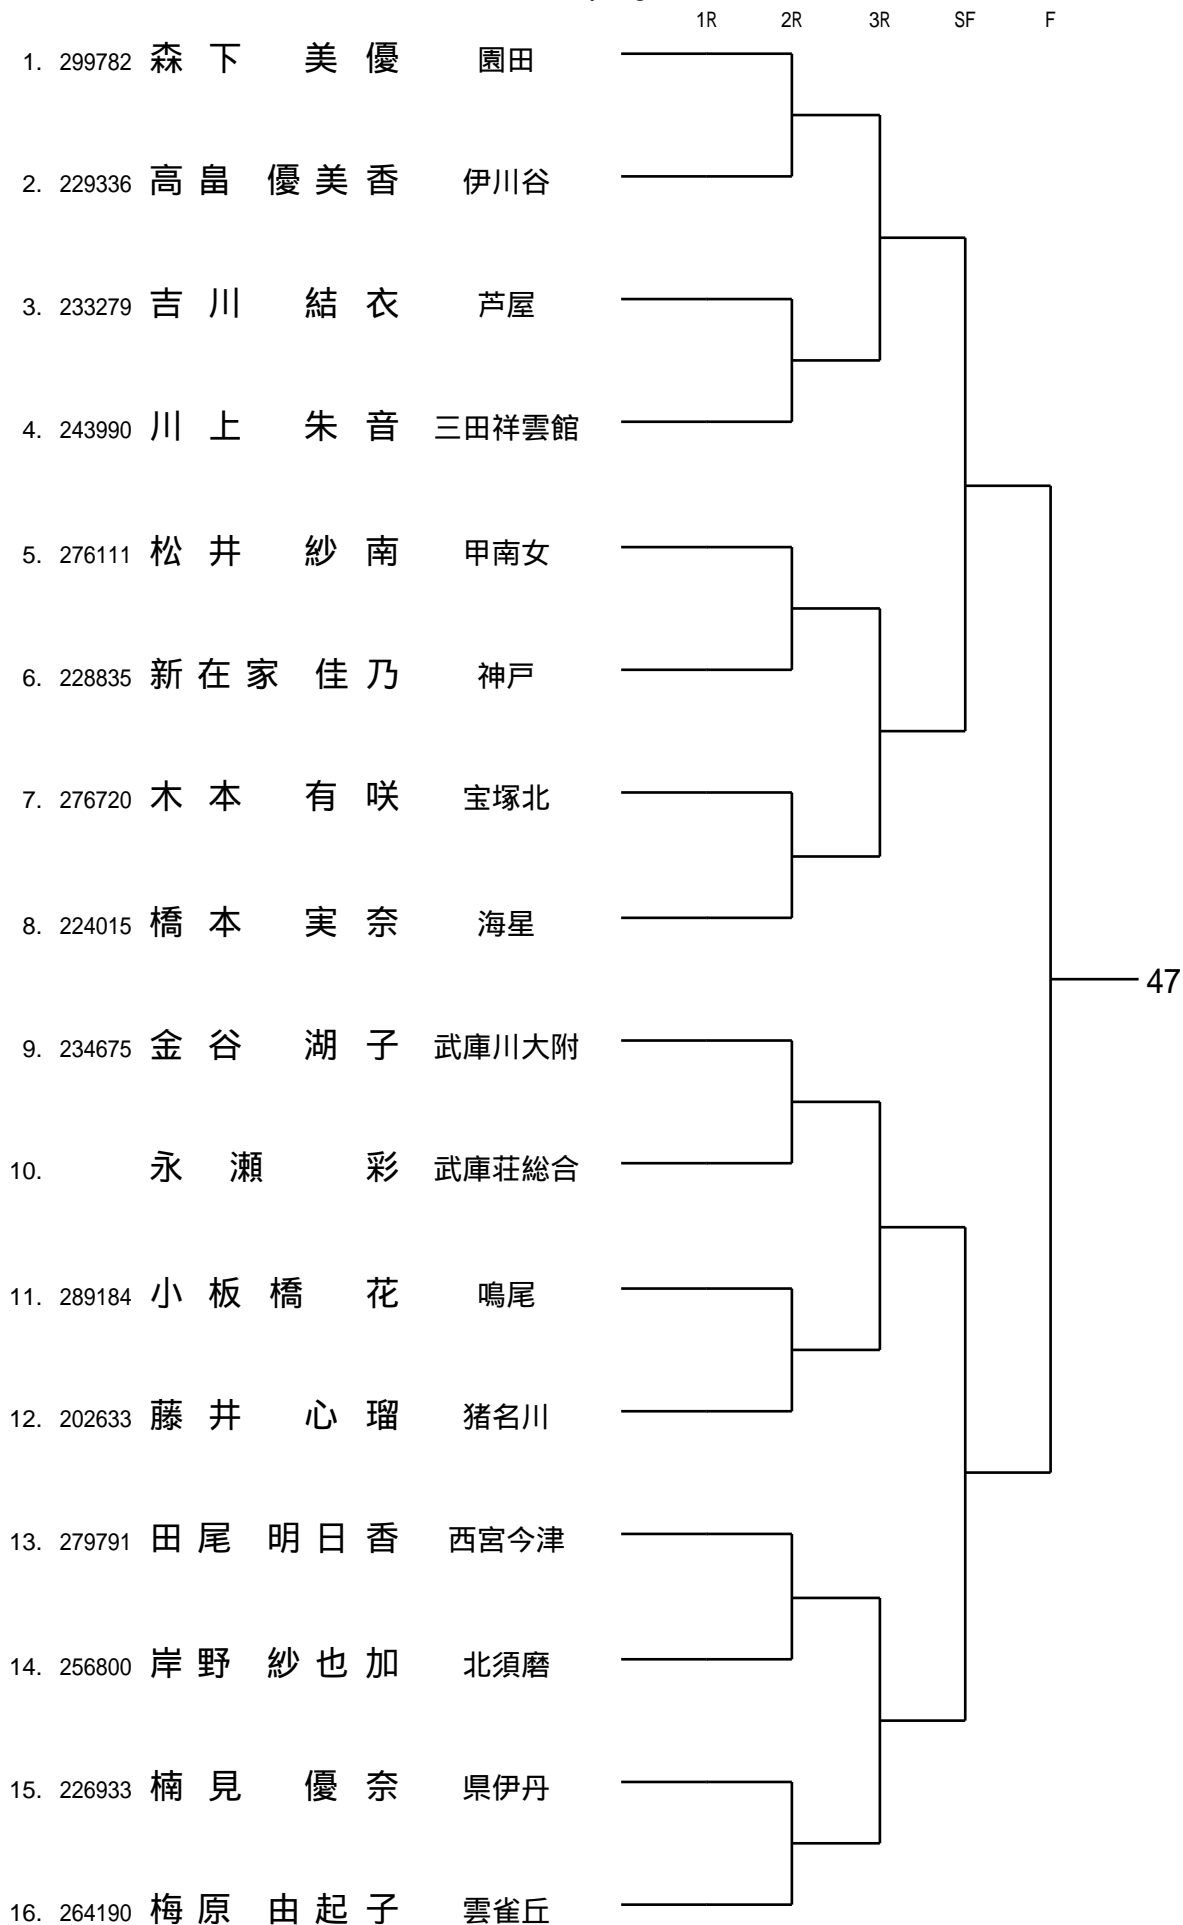 1R 2R 3R SF F
1. 299782 森下 美優 園田
2. 229336 高畠 優美香 伊川谷
3. 233279 吉川 結衣 芦屋
4. 243990 川上 朱音 三田祥雲館
5. 276111 松井 紗南 甲南女
6. 228835 新在家 佳乃 神戸
7. 276720 木本 有咲 宝塚北
8. 224015 橋本 実奈 海星
47
9. 234675 金谷 湖子 武庫川大附
10. 永瀬 彩 武庫荘総合
11. 289184 小板橋 花 鳴尾
12. 202633 藤井 心瑠 猪名川
13. 279791 田尾 明日香 西宮今津
14. 256800 岸野 紗也加 北須磨
15. 226933 楠見 優奈 県伊丹
16. 264190 梅原 由起子 雲雀丘